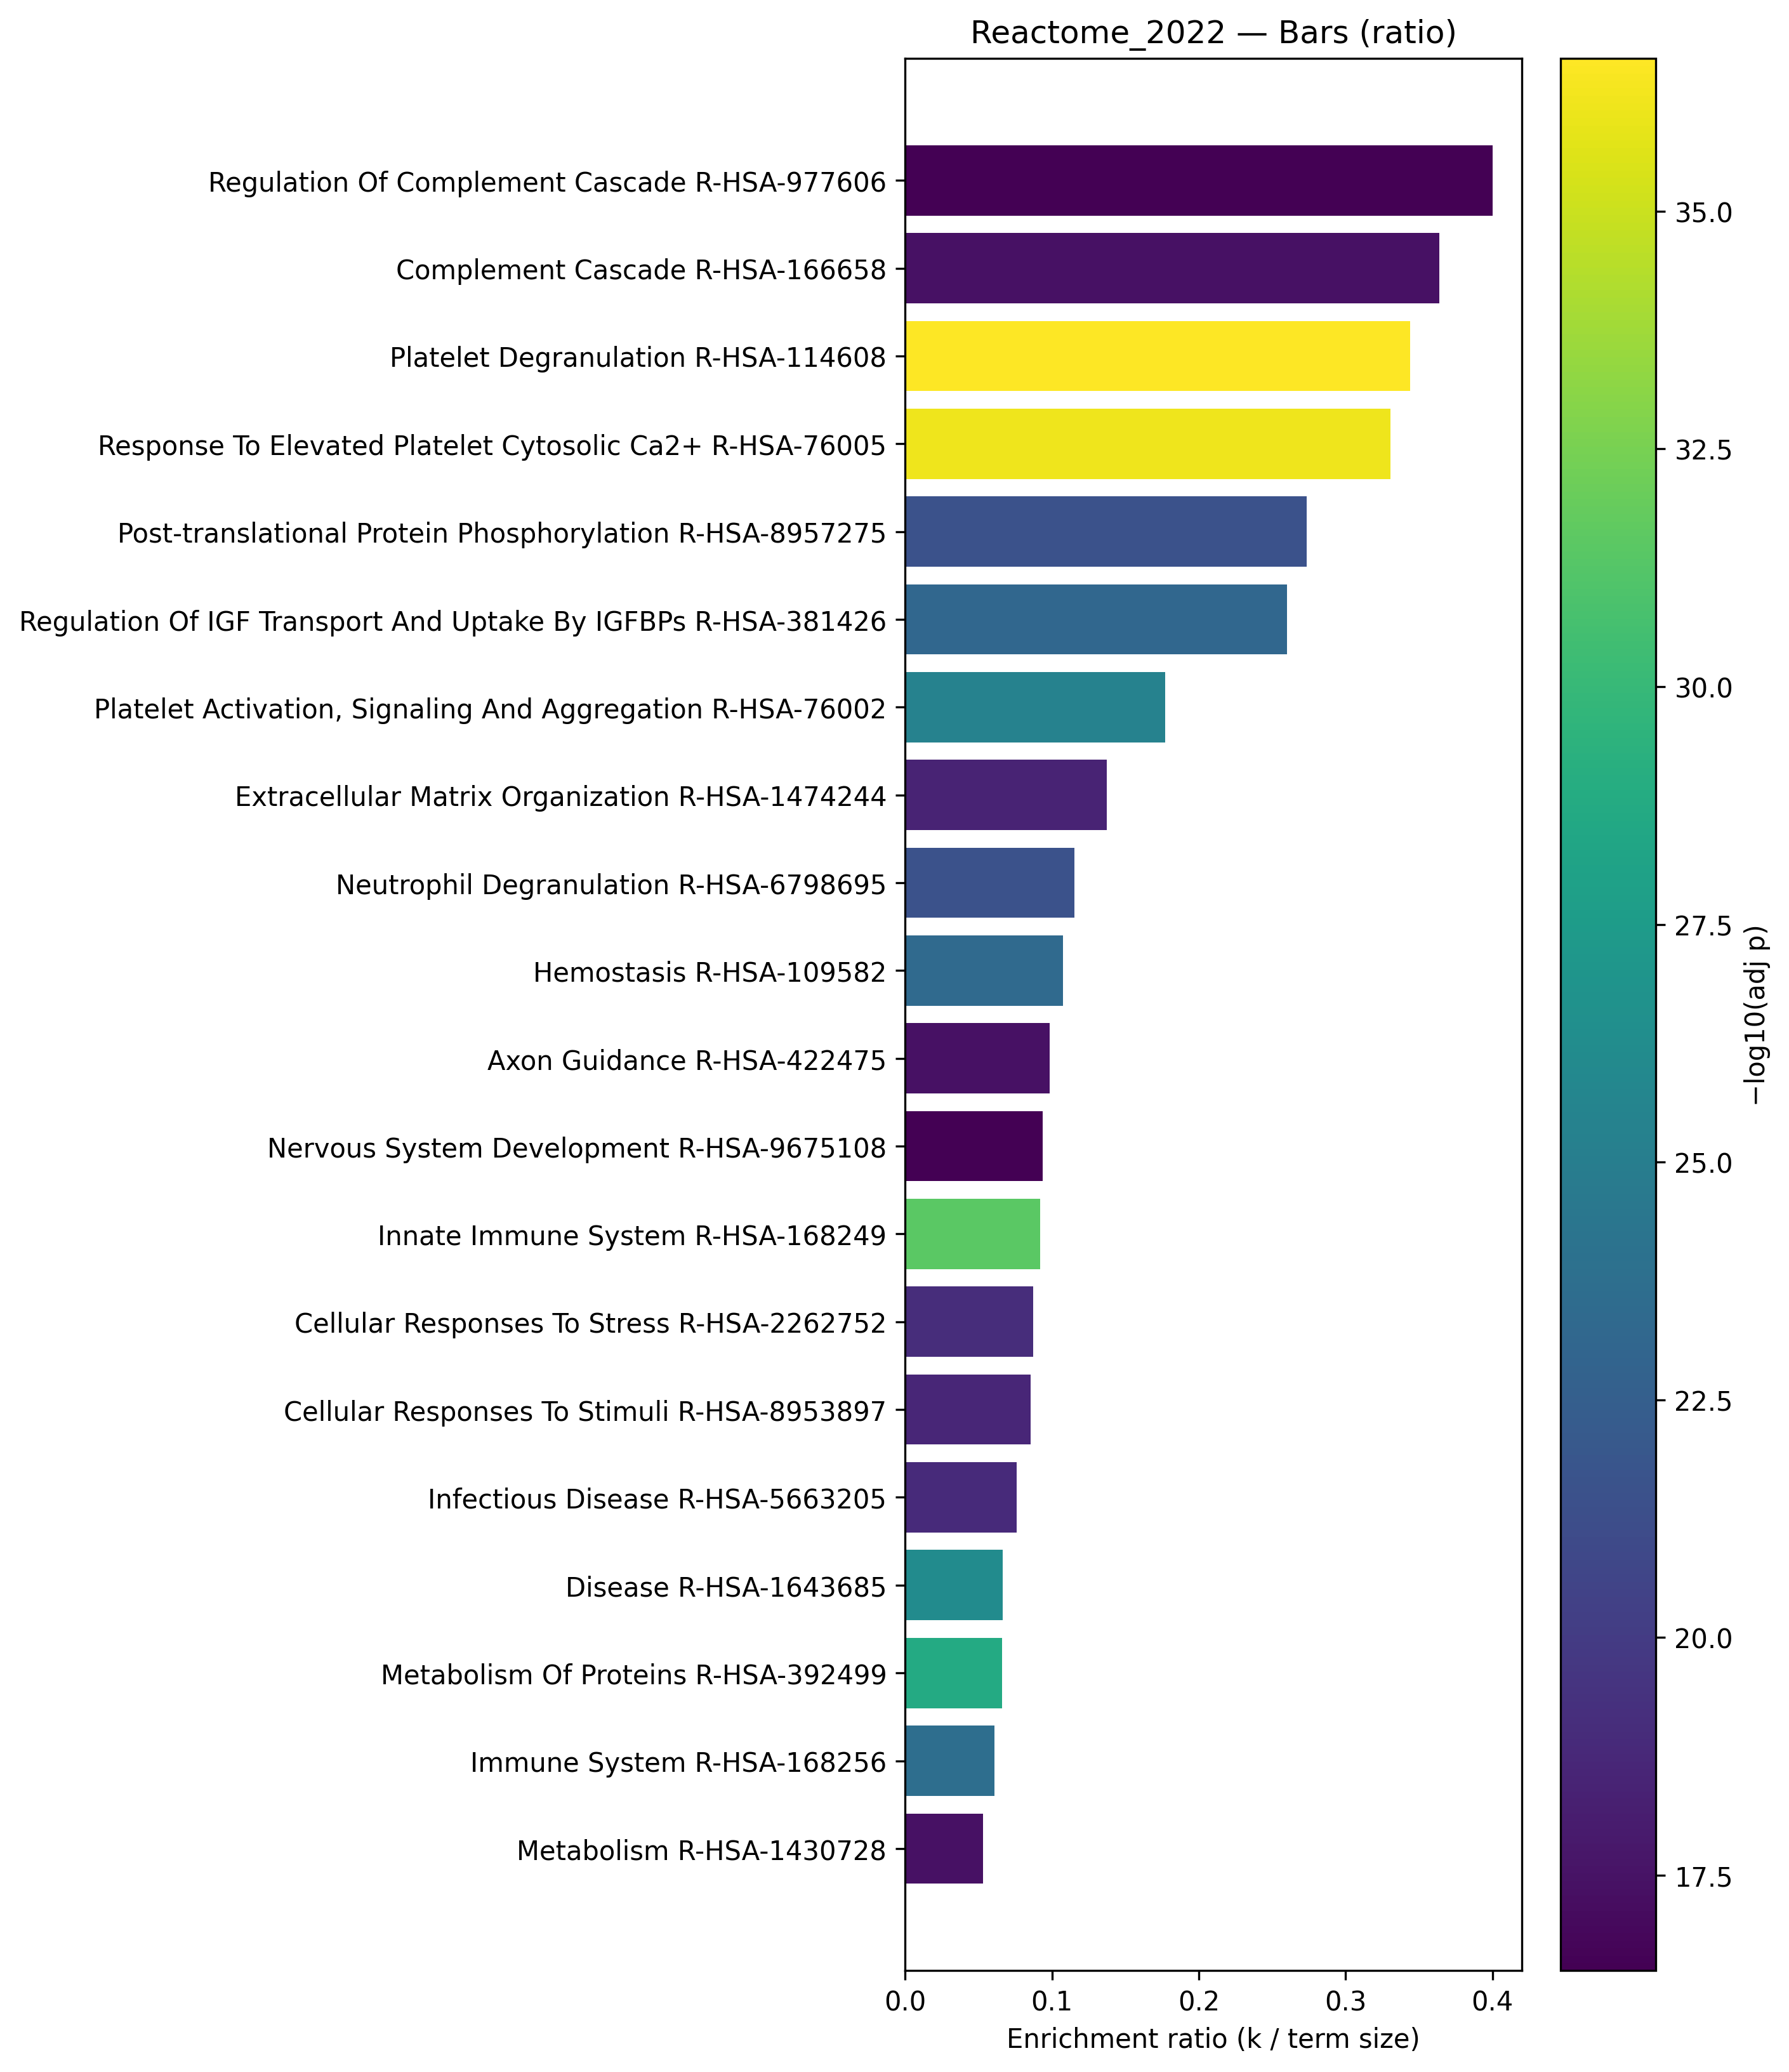 Reactome_2022 — Bars (ratio)
Regulation Of Complement Cascade R-HSA-977606
Complement Cascade R-HSA-166658
Platelet Degranulation R-HSA-114608
Response To Elevated Platelet Cytosolic Ca2+ R-HSA-76005
Post-translational Protein Phosphorylation R-HSA-8957275
Regulation Of IGF Transport And Uptake By IGFBPs R-HSA-381426
Platelet Activation, Signaling And Aggregation R-HSA-76002
Extracellular Matrix Organization R-HSA-1474244
Neutrophil Degranulation R-HSA-6798695
Hemostasis R-HSA-109582
Axon Guidance R-HSA-422475
Nervous System Development R-HSA-9675108
Innate Immune System R-HSA-168249
Cellular Responses To Stress R-HSA-2262752
Cellular Responses To Stimuli R-HSA-8953897
Infectious Disease R-HSA-5663205
Disease R-HSA-1643685
Metabolism Of Proteins R-HSA-392499
Immune System R-HSA-168256
Metabolism R-HSA-1430728
0.0 0.1 0.2 0.3 0.4
Enrichment ratio (k / term size)
35.0
32.5
30.0
27.5
25.0
22.5
20.0
17.5
−log10(adj p)